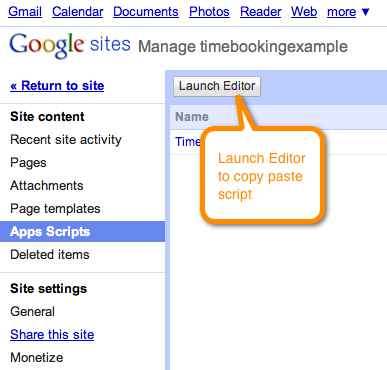 Gmail Calendar Documents Photos Reader Web more ▼
Google sites Manage timebookingexample
« Return to site
Launch Editor
Site content
Name
Recent site activity
Time
Pages
Launch Editor
to copy paste
script
Attachments
Page templates
Apps Scripts
Deleted items
Site settings
General
Share this site
Monetize